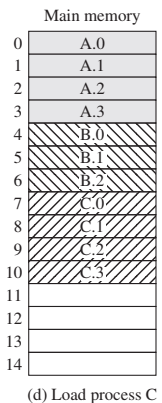 Main memory
0 A.0
1 A.1
2 A.2
3 A.3
4 B.0
5 B.1
6 B.2
7 C.0
8 C.1
9 C.2
10 C.3
11
12
13
14
(d) Load process C